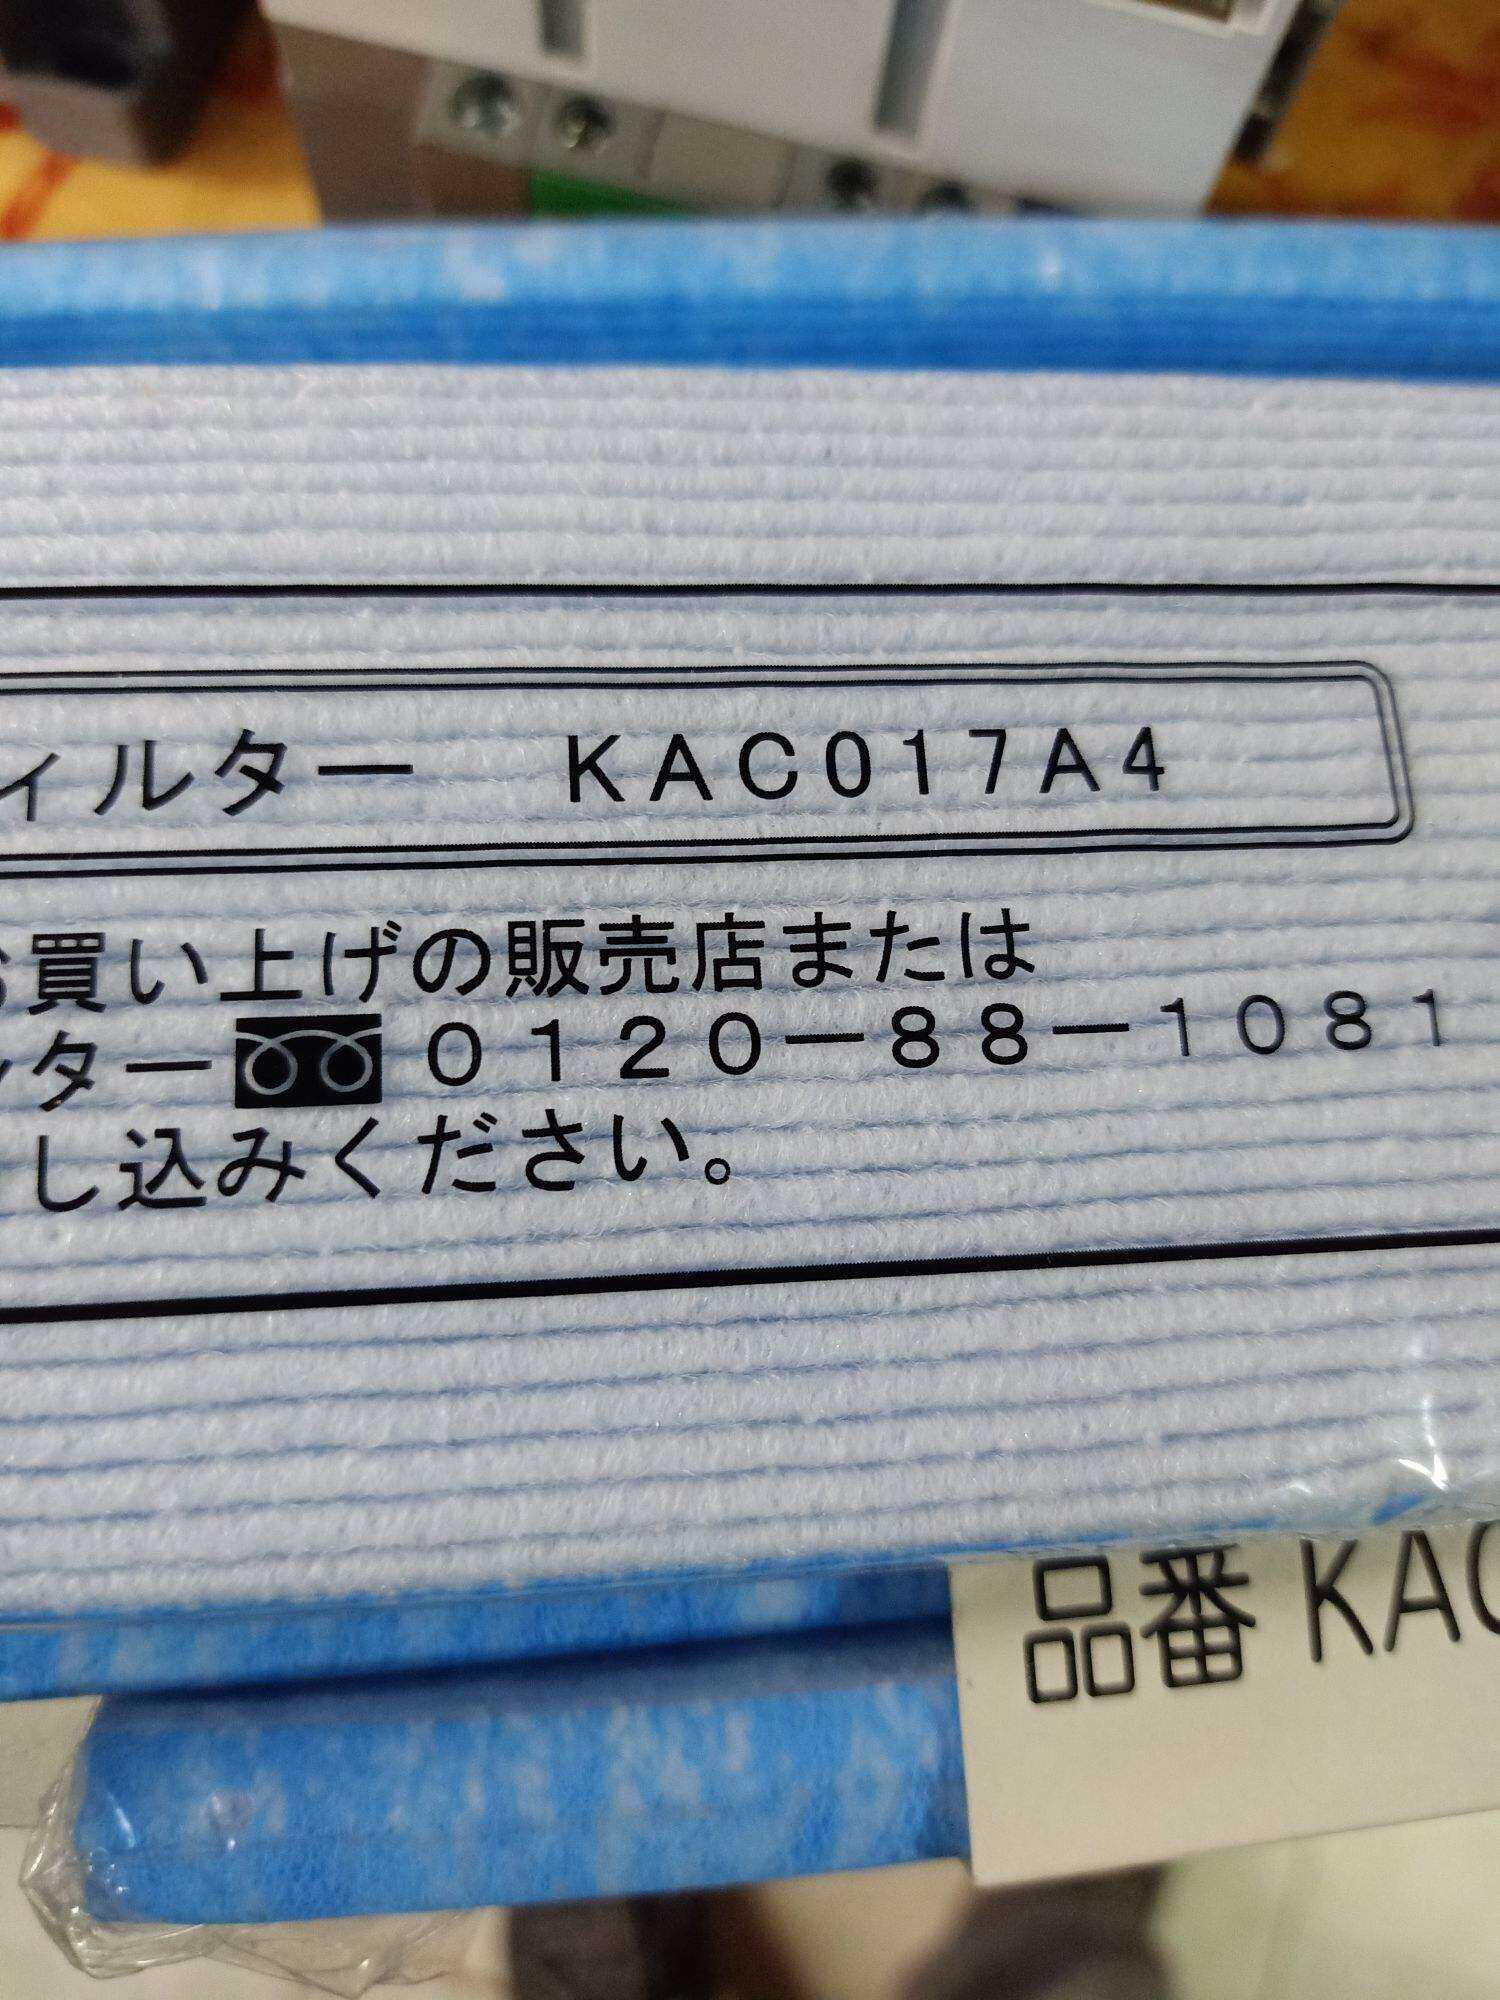 ィルター　KAC017A4
お買い上げの販売店または
ター 0120-88-1081
し込みください。
品番 KAC